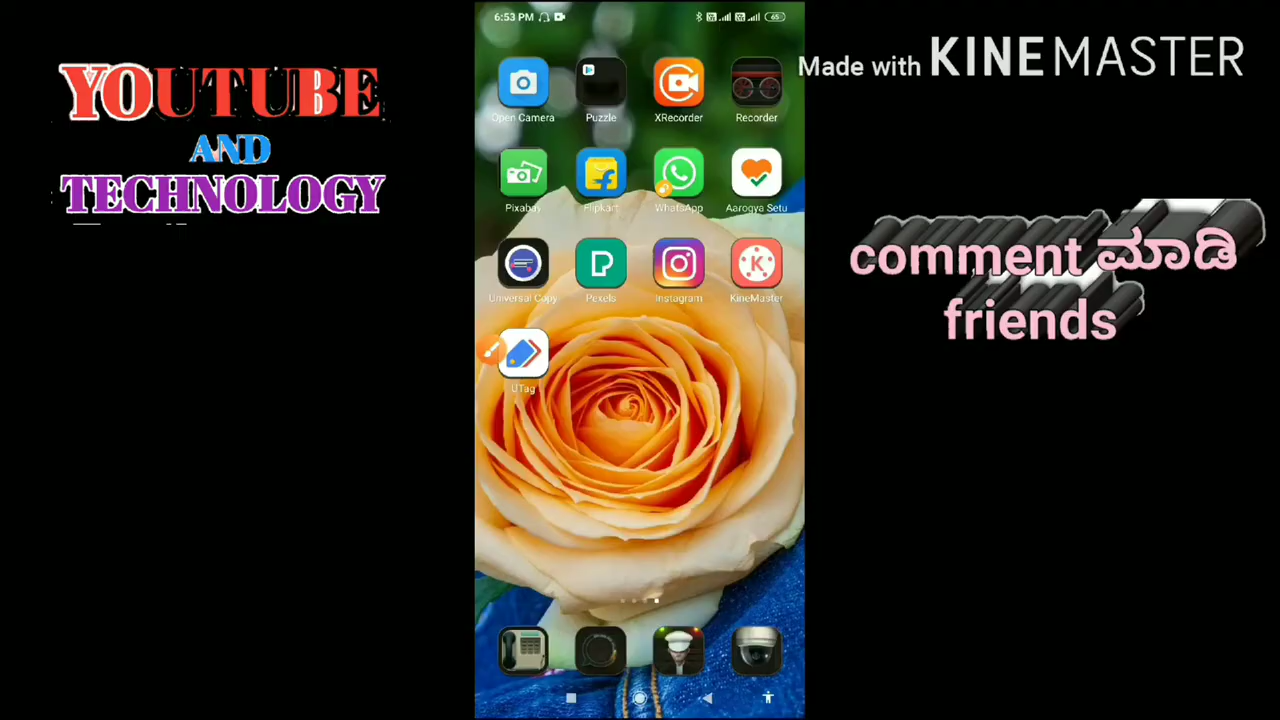 YOUTUBE
AND
TECHNOLOGY
6:53 PM
65
Made with KINEMASTER
Open Camera
Puzzle
XRecorder
Recorder
Pixabay
Flipkart
WhatsApp
Aarogya Setu
Universal Copy
Pexels
Instagram
KineMaster
UTag
comment ಮಾಡಿ
friends